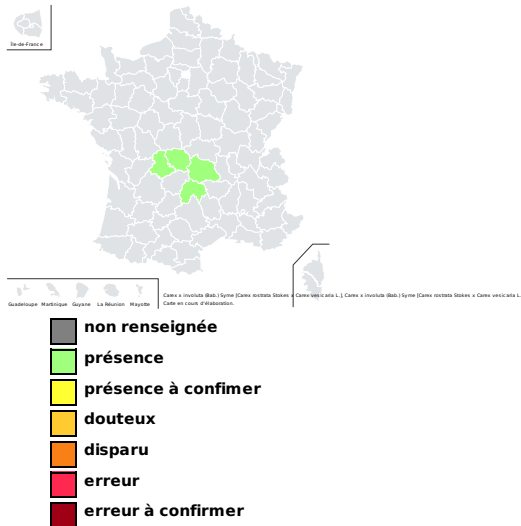 Île-de-France
Guadeloupe Martinique Guyane La Réunion Mayotte
Carex x involuta (Bab.) Syme [Carex rostrata Stokes x Carex vesicaria L.], Carex x involuta (Bab.) Syme [Carex rostrata Stokes x Carex vesicaria L.
Carte en cours d'élaboration.
non renseignée
présence
présence à confimer
douteux
disparu
erreur
erreur à confirmer